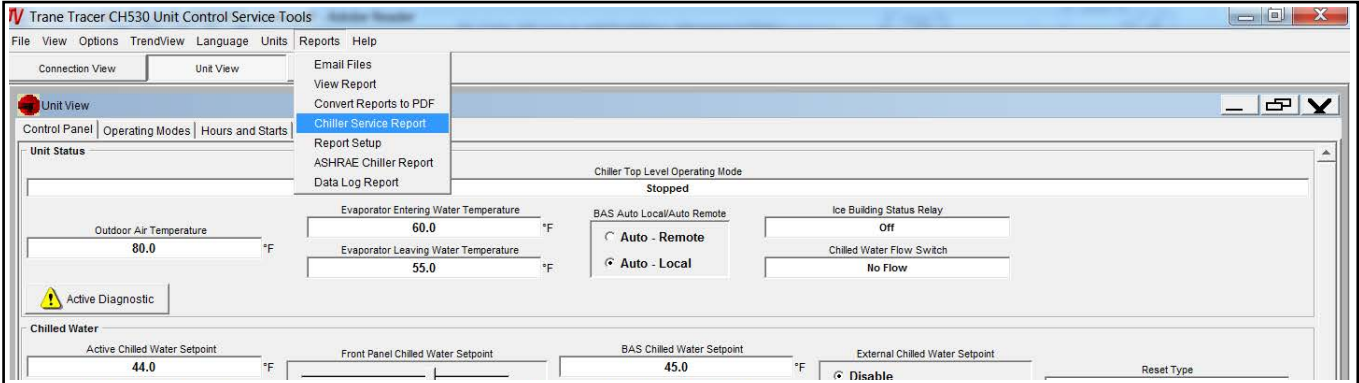 Trane Tracer CH530 Unit Control Service Tools
File View Options TrendView Language Units Reports Help
Connection View
Unit View
Email Files
View Report
Convert Reports to PDF
Chiller Service Report
Report Setup
ASHRAE Chiller Report
Data Log Report
Unit View
Control Panel Operating Modes Hours and Starts
Unit Status
Chiller Top Level Operating Mode
Stopped
Outdoor Air Temperature
80.0 °F
Evaporator Entering Water Temperature
60.0 °F
Evaporator Leaving Water Temperature
55.0 °F
BAS Auto Local/Auto Remote
Auto - Remote
Auto - Local
Ice Building Status Relay
Off
Chilled Water Flow Switch
No Flow
Active Diagnostic
Chilled Water
Active Chilled Water Setpoint
44.0 °F
Front Panel Chilled Water Setpoint
BAS Chilled Water Setpoint
45.0 °F
External Chilled Water Setpoint
Disable
Reset Type